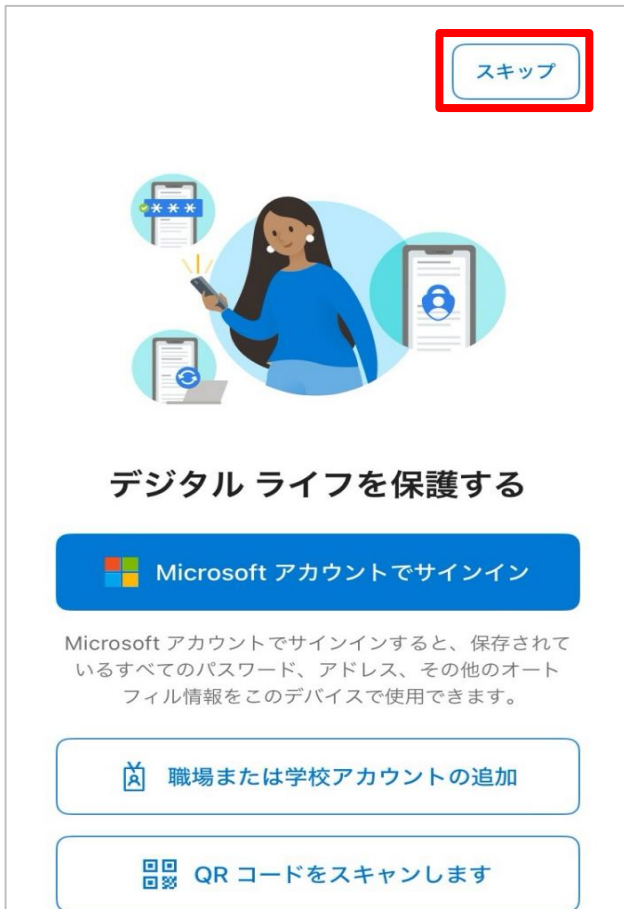 スキップ
***
デジタル ライフを保護する
Microsoft アカウントでサインイン
Microsoft アカウントでサインインすると、保存されて
いるすべてのパスワード、アドレス、その他のオート
フィル情報をこのデバイスで使用できます。
職場または学校アカウントの追加
QR コードをスキャンします